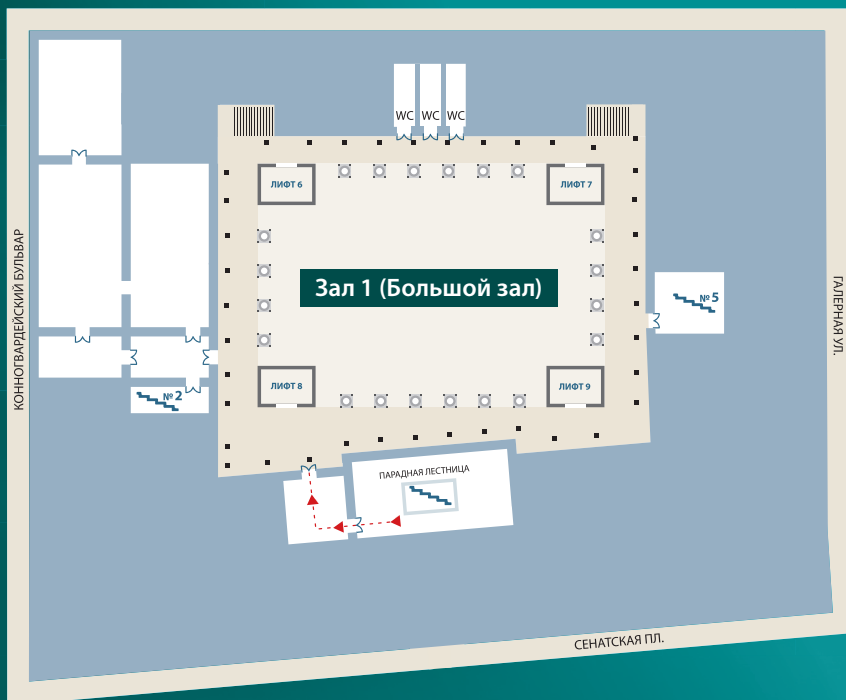 WC WC WC
ЛИФТ 6
ЛИФТ 7
КОННОГВАРДЕЙСКИЙ БУЛЬВАР
Зал 1 (Большой зал)
№ 5
ГАЛЕРНАЯ УЛ.
ЛИФТ 8
ЛИФТ 9
№ 2
ПАРАДНАЯ ЛЕСТНИЦА
СЕНАТСКАЯ ПЛ.